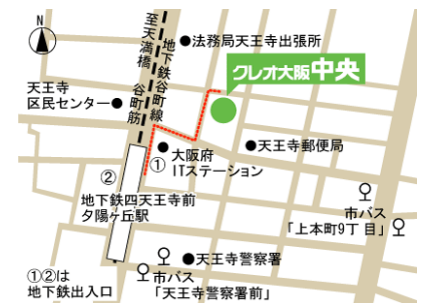 N
至天満橋
地下鉄谷町線
谷町筋
●法務局天王寺出張所
クレオ大阪中央
天王寺
区民センター●
●天王寺郵便局
大阪府
ITステーション
①
②
地下鉄四天王寺前
夕陽ヶ丘駅
市バス
「上本町9丁目」
●天王寺警察署
市バス
「天王寺警察署前」
①②は
地下鉄出入口